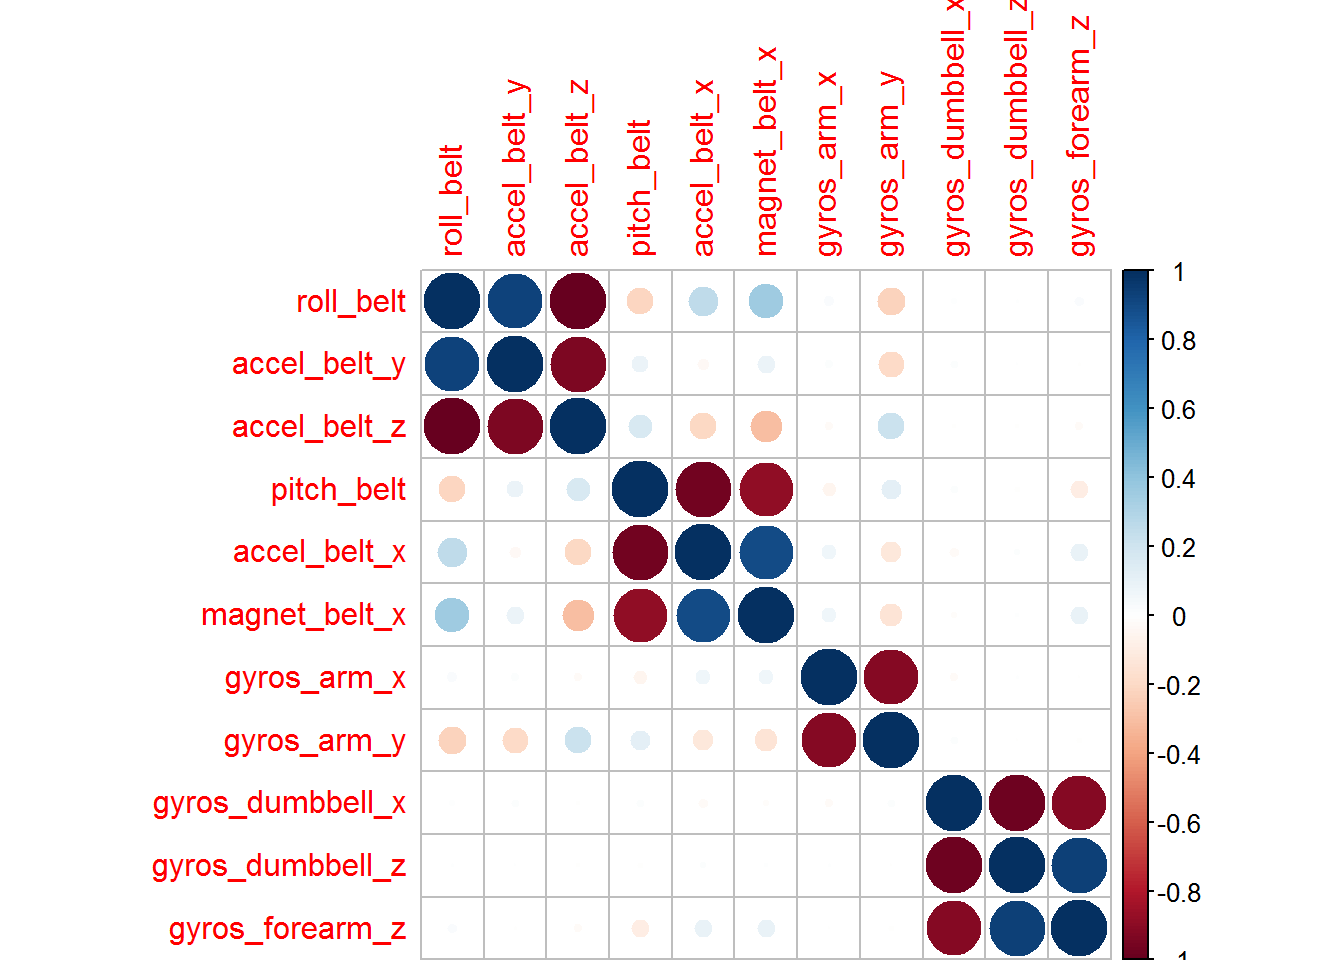 roll_belt
accel_belt_y
accel_belt_z
pitch_belt
accel_belt_x
magnet_belt_x
gyros_arm_x
gyros_arm_y
gyros_dumbbell_x
gyros_dumbbell_z
gyros_forearm_z
roll_belt
accel_belt_y
accel_belt_z
pitch_belt
accel_belt_x
magnet_belt_x
gyros_arm_x
gyros_arm_y
gyros_dumbbell_x
gyros_dumbbell_z
gyros_forearm_z
1
0.8
0.6
0.4
0.2
0
-0.2
-0.4
-0.6
-0.8
-1